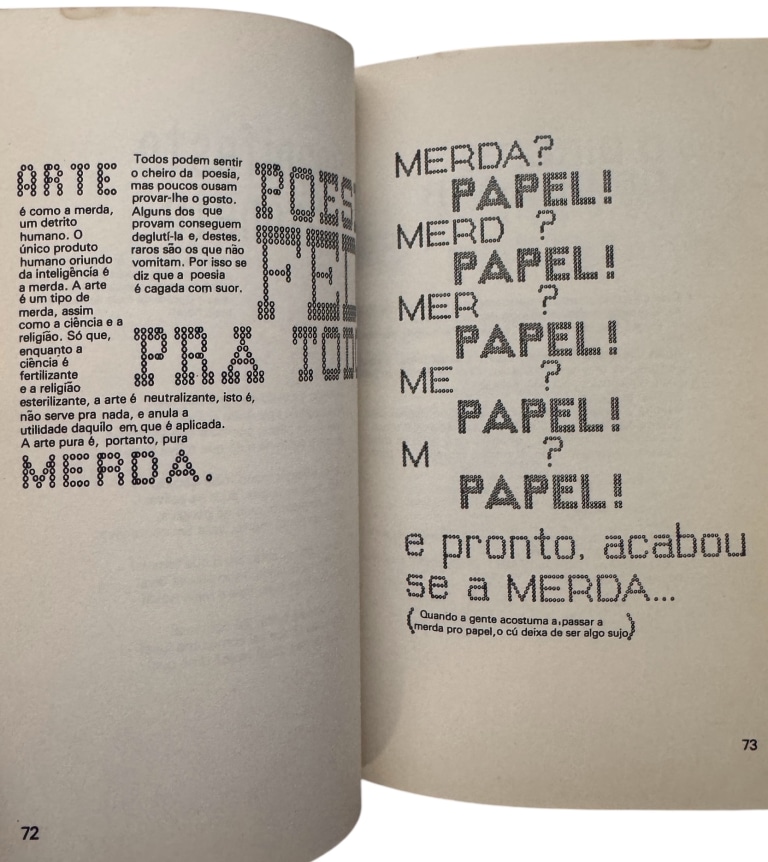 ARTE
é como a merda,
um detrito
humano. O
único produto
humano oriundo
da inteligência é
a merda. A arte
é um tipo de
merda, assim
como a ciência e a
religião. Só que,
enquanto a
ciência é
fertilizante
e a religião
esterilizante, a arte é neutralizante, isto é,
não serve pra nada, e anula a
utilidade daquilo em que é aplicada.
A arte pura é, portanto, pura
MERDA.
Todos podem sentir
o cheiro da poesia,
mas poucos ousam
provar-lhe o gosto.
Alguns dos que
provam conseguem
deglutí-la e, destes,
raros são os que não
vomitam. Por isso se
diz que a poesia
é cagada com suor.
POES
FE
PRA TO
72
MERDA?
PAPEL!
MERD ?
PAPEL!
MER ?
PAPEL!
ME ?
PAPEL!
M ?
PAPEL!
e pronto, acabou
se a MERDA...
(Quando a gente acostuma a passar a
merda pro papel, o cú deixa de ser algo sujo)
73